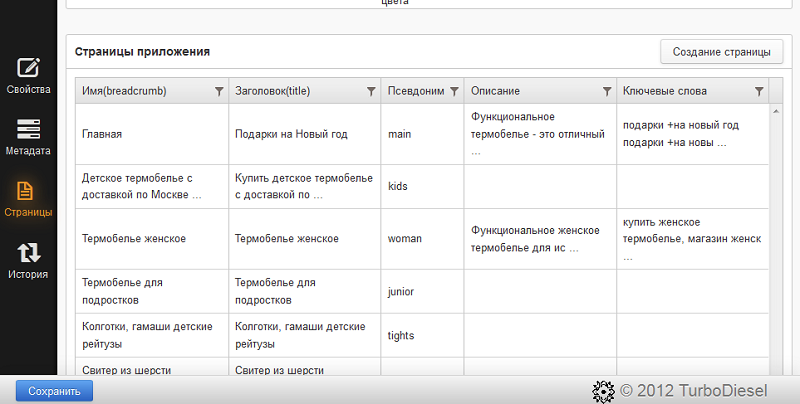 цвета
Страницы приложения
Создание страницы
Имя(breadcrumb) Заголовок(title) Псевдоним Описание Ключевые слова
Главная
Подарки на Новый год
main
Функциональное
термобелье - это отличный
...
подарки +на новый год
подарки +на новы ...
Детское термобелье с
доставкой по Москве ...
Купить детское термобелье
с доставкой по ...
kids
Термобелье женское
Термобелье женское
woman
Функциональное женское
термобелье для ис ...
купить женское
термобелье, магазин женск
...
Термобелье для
подростков
Термобелье для
подростков
junior
Колготки, гамаши детские
рейтузы
Колготки, гамаши детские
рейтузы
tights
Свитер из шерсти
Свитер из шерсти
Свойства
Метадата
Страницы
История
Сохранить
© 2012 TurboDiesel